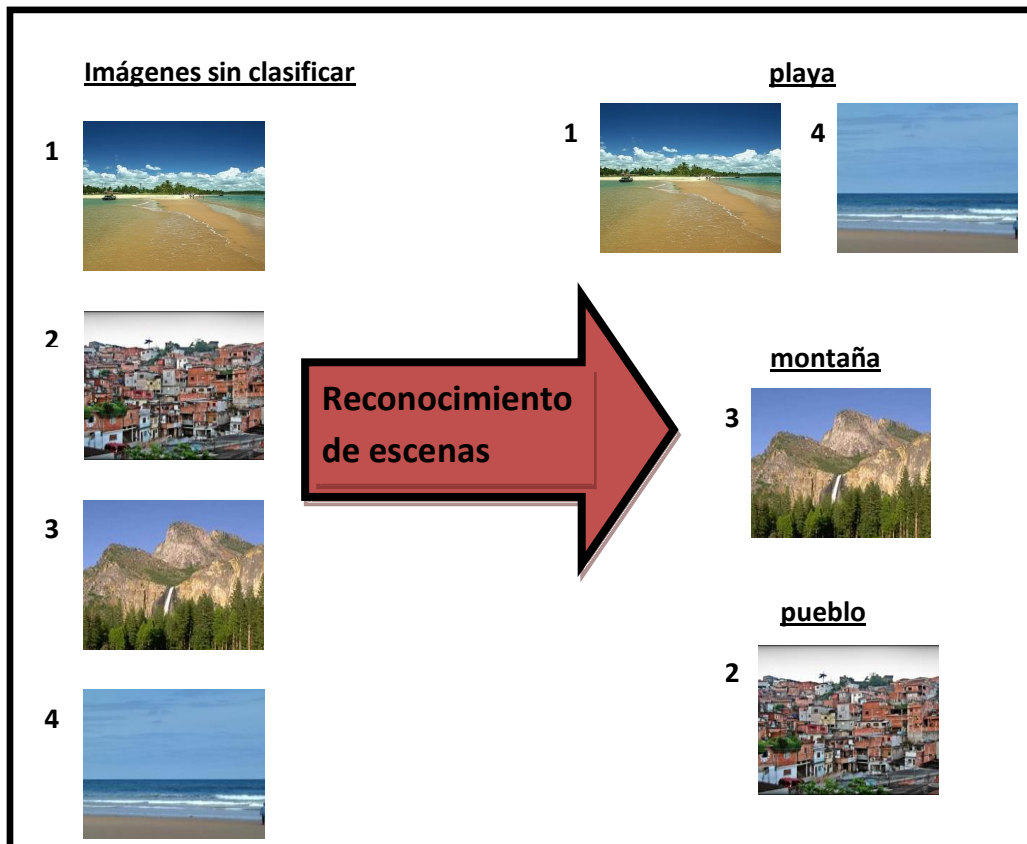 Imágenes sin clasificar
1
2
3
4
Reconocimiento
de escenas
playa
1
4
montaña
3
pueblo
2